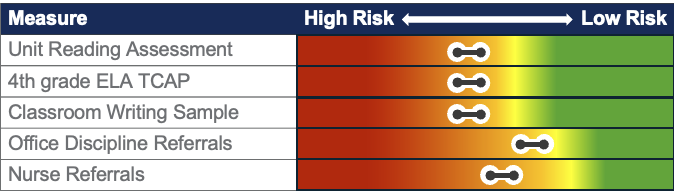 Measure High Risk Low Risk
Unit Reading Assessment
4th grade ELA TCAP
Classroom Writing Sample
Office Discipline Referrals
Nurse Referrals